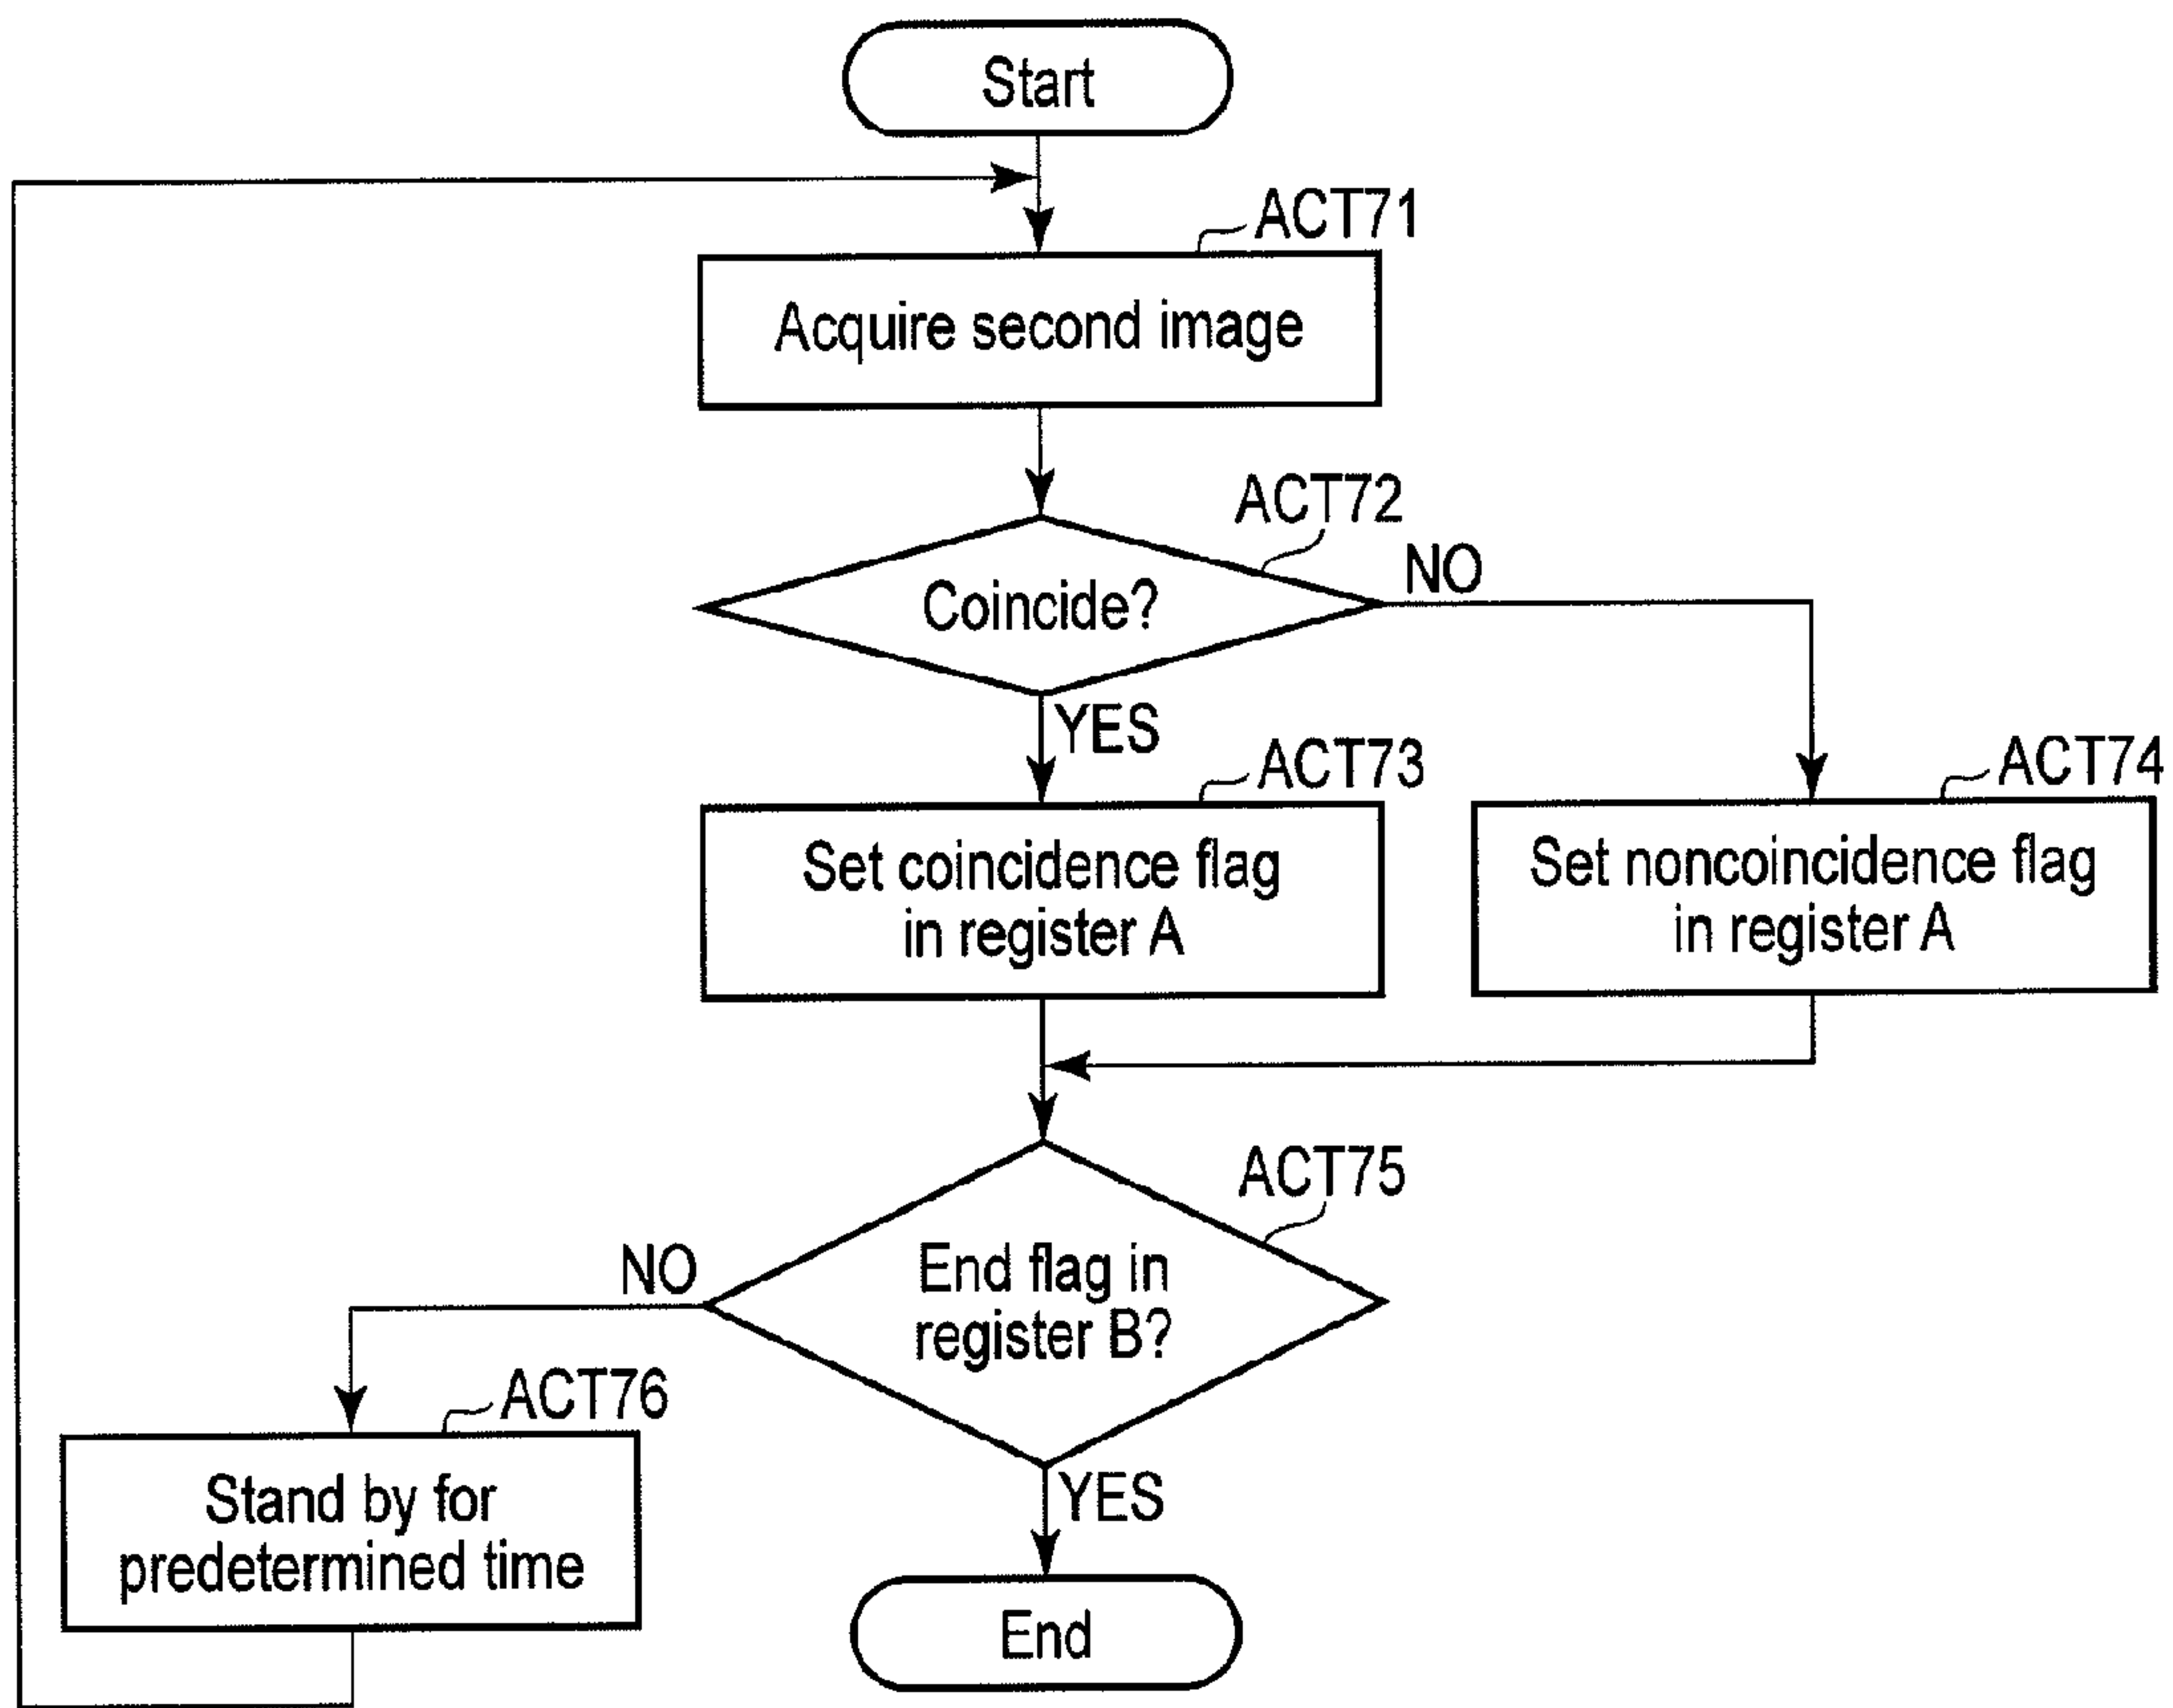 Start
ACT71
Acquire second image
ACT72
Coincide?
NO
YES
ACT73
Set coincidence flag
in register A
ACT74
Set noncoincidence flag
in register A
ACT75
End flag in
register B?
NO
ACT76
Stand by for
predetermined time
YES
End